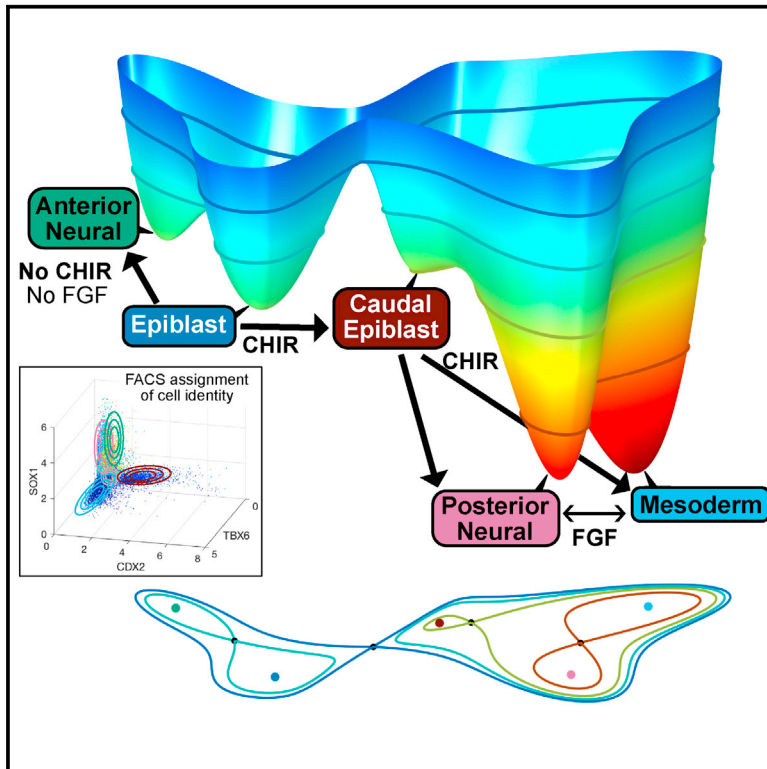 Anterior
Neural
No CHIR
No FGF
Epiblast
CHIR
Caudal
Epiblast
CHIR
Posterior
Neural
FGF
Mesoderm
FACS assignment
of cell identity
SOX1
6
4
2
0
0
2
4
6
8
CDX2
0
5
TBX6